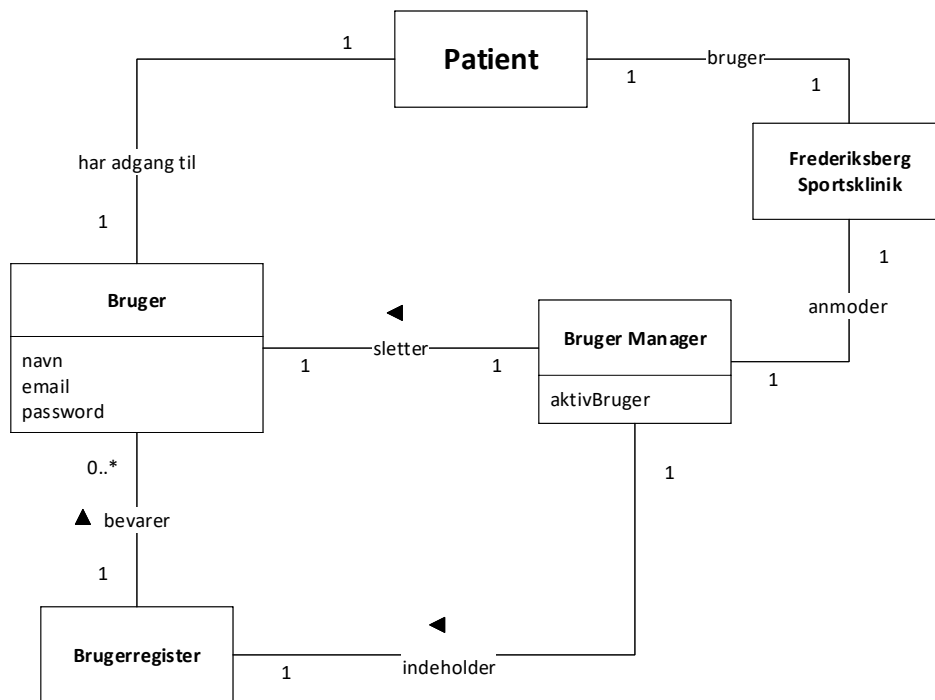 Patient
1
1
bruger
1
Frederiksberg
Sportsklinik
har adgang til
1
1
anmoder
Bruger
navn
email
password
sletter
1
1
Bruger Manager
aktivBruger
1
0..*
1
bevarer
1
Brugerregister
1
indeholder